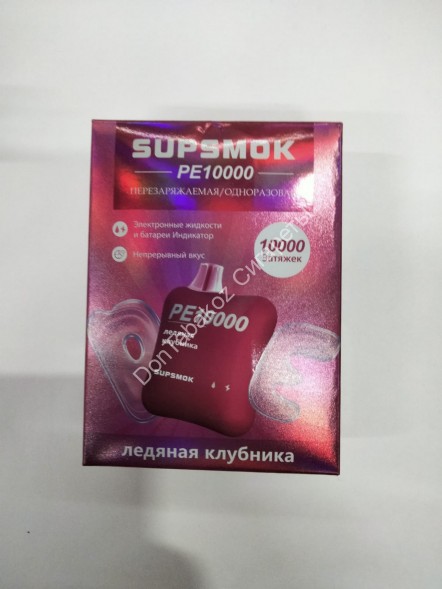 SUPSMOK
PE10000
ПЕРЕЗАРЯЖАЕМАЯ/ОДНОРАЗОВАЯ
Электронные жидкости
и батареи Индикатор
Непрерывный вкус
10000
Затяжек
PE10000
ледяная
клубника
SUPSMOK
ледяная клубника